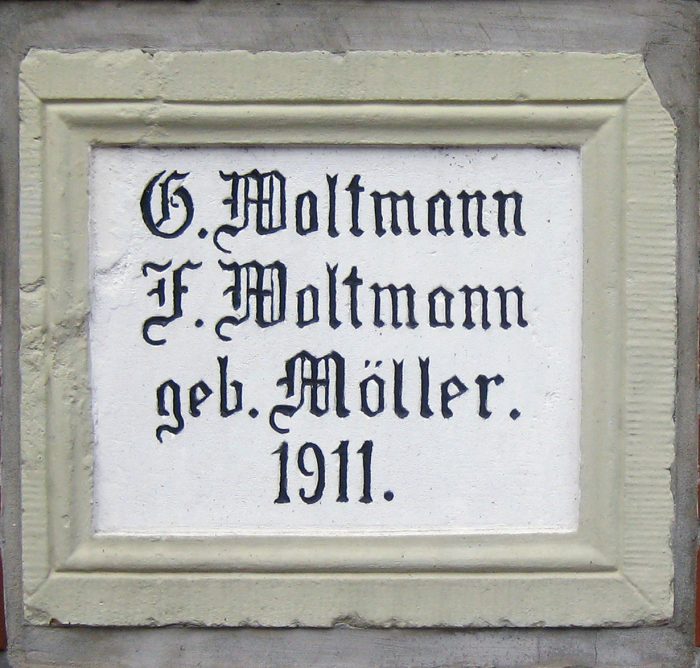 G. Woltmann
F. Woltmann
geb. Möller.
1911.